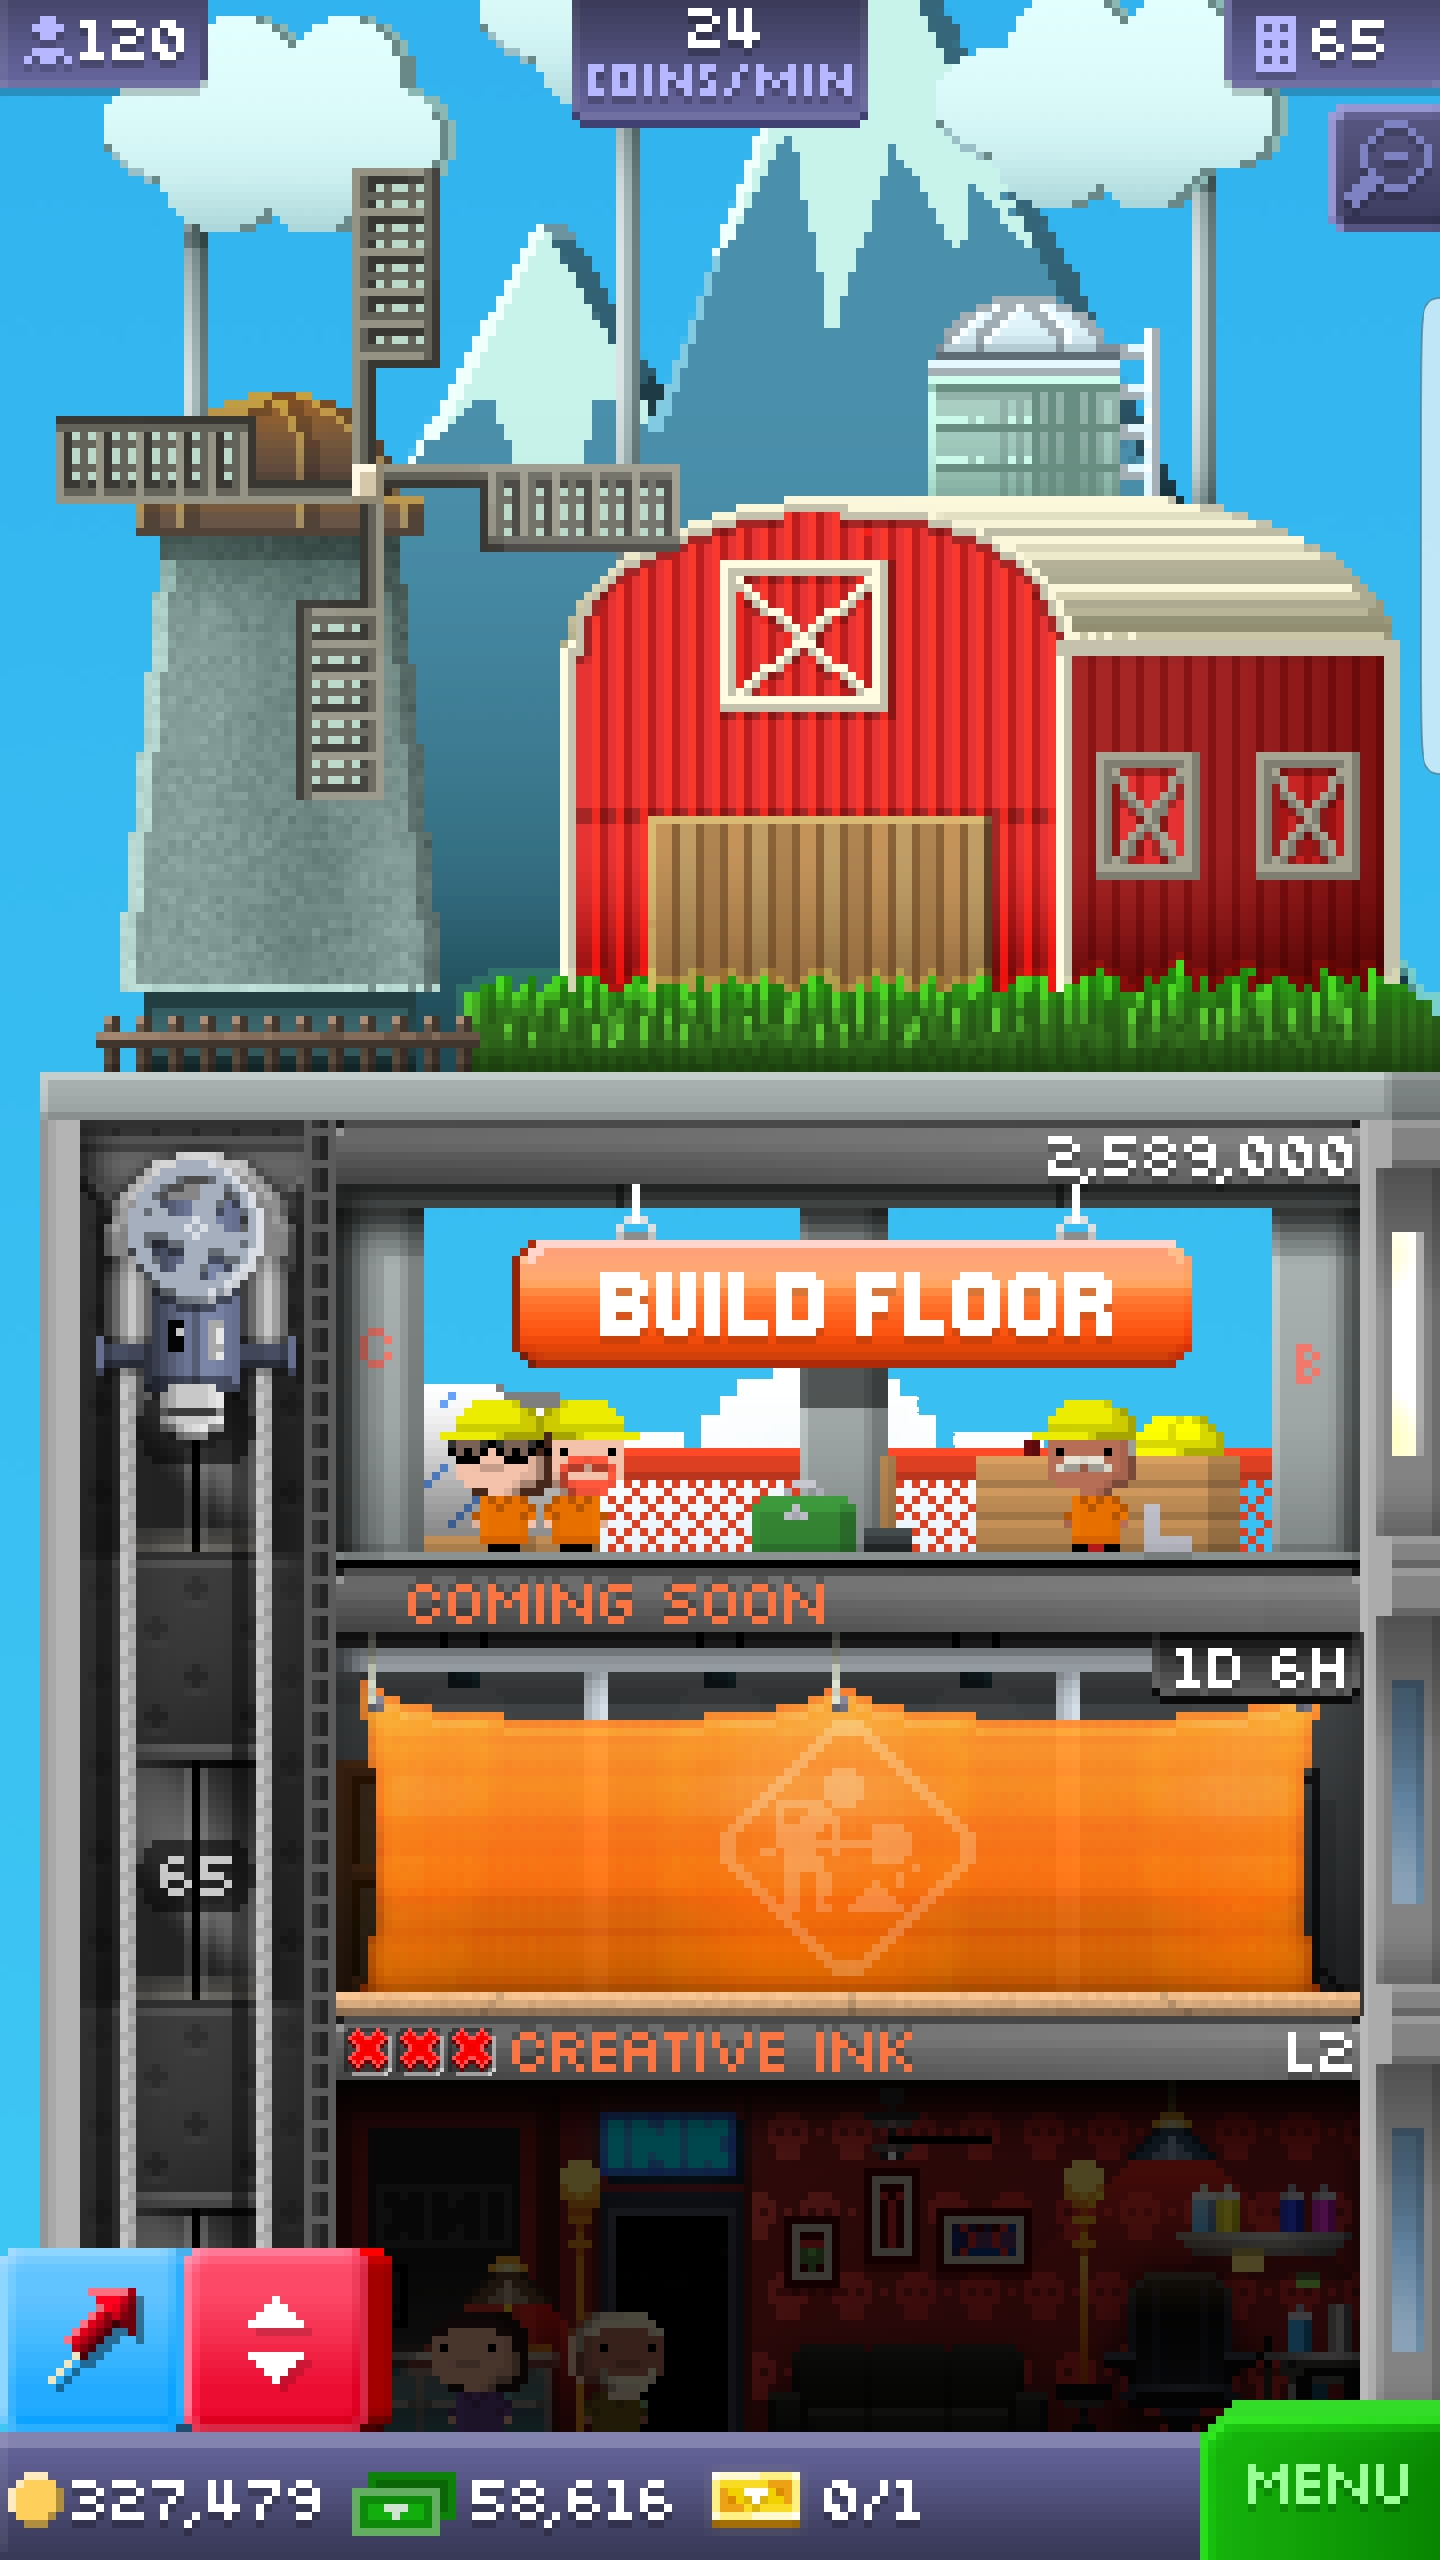 120
24
COINS/MIN
65
2,589,000
BUILD FLOOR
C
B
COMING SOON
1D 6H
65
CREATIVE INK
L2
INK
327,479
58,616
0/1
MENU